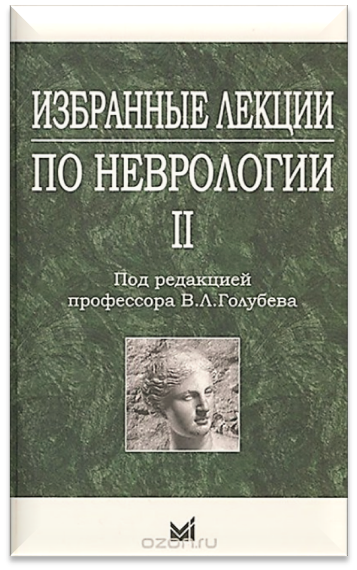 ИЗБРАННЫЕ ЛЕКЦИИ
ПО НЕВРОЛОГИИ
II
Под редакцией
профессора В.Л.Голубева
ozon.ru